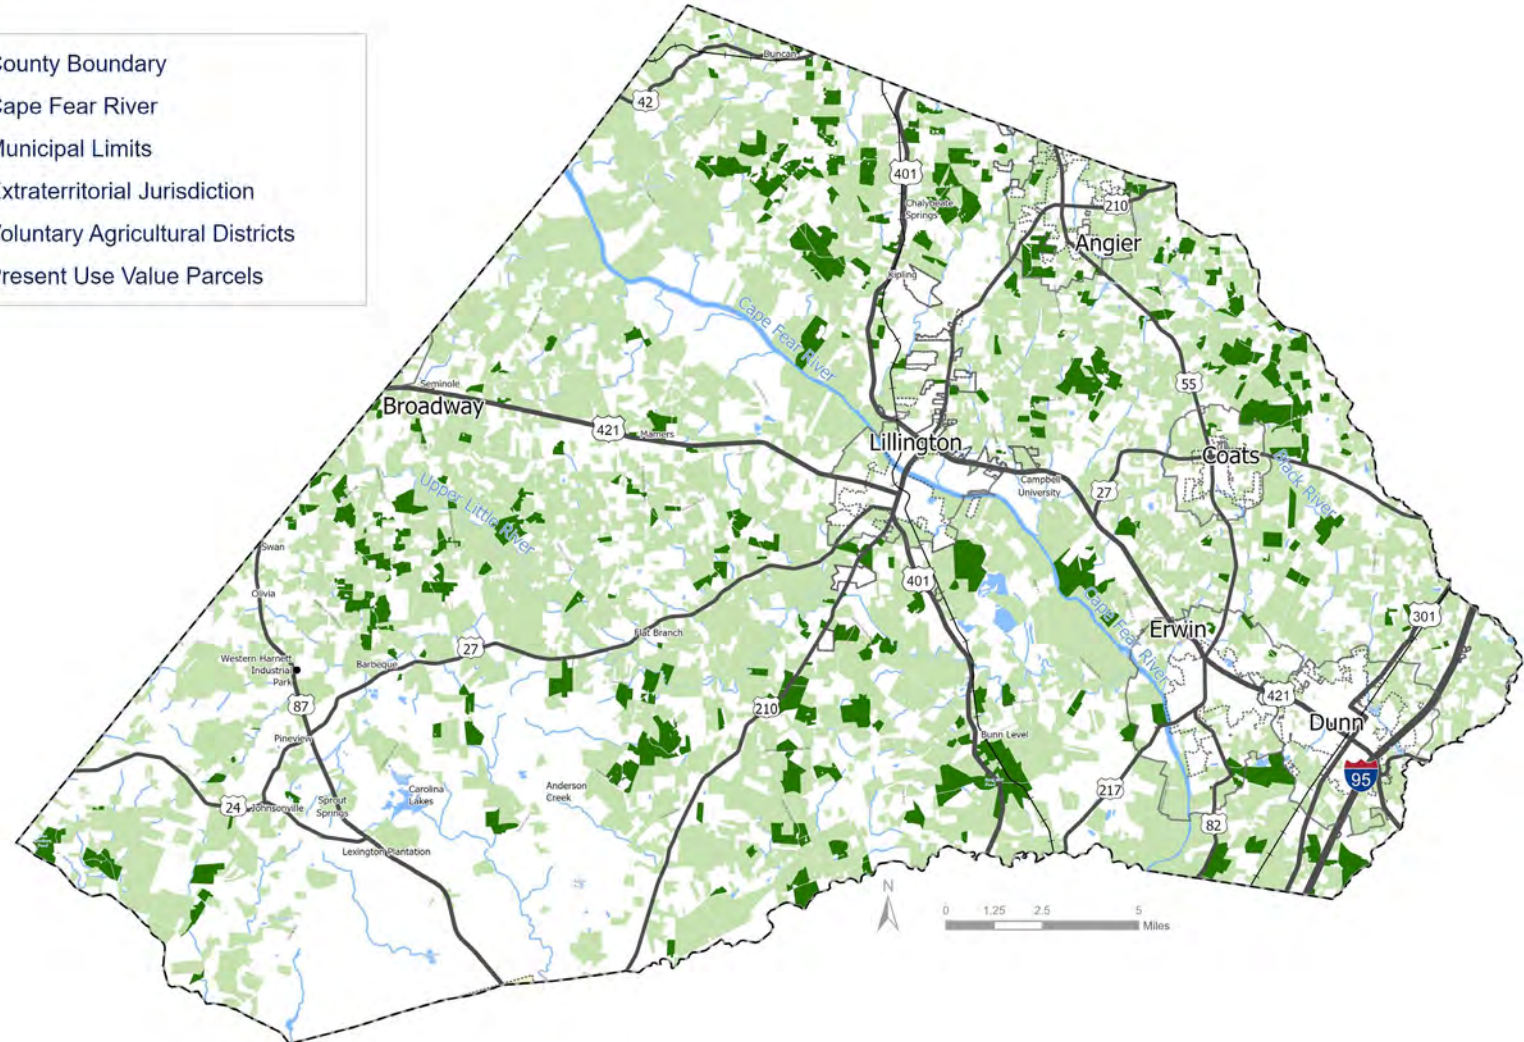 ounty Boundary
ape Fear River
unicipal Limits
xtraterritorial Jurisdiction
oluntary Agricultural Districts
resent Use Value Parcels
Duncan
42
401
Chalybeate
Springs
210
Angier
Kipling
Cape Fear River
55
Seminole
Broadway
421
Mamers
Lillington
Coats
Black River
Campbell
University
27
Upper Little River
Swan
Olivia
401
Cape Fear River
Erwin
301
Flat Branch
27
Barbeque
Western Harnett
Industrial
Park
87
210
421
Dunn
Pineview
Bunn Level
95
Carolina
Lakes
Anderson
Creek
217
24
Johnsonville
Sprout
Springs
82
Lexington Plantation
N
0 1.25 2.5 5
Miles